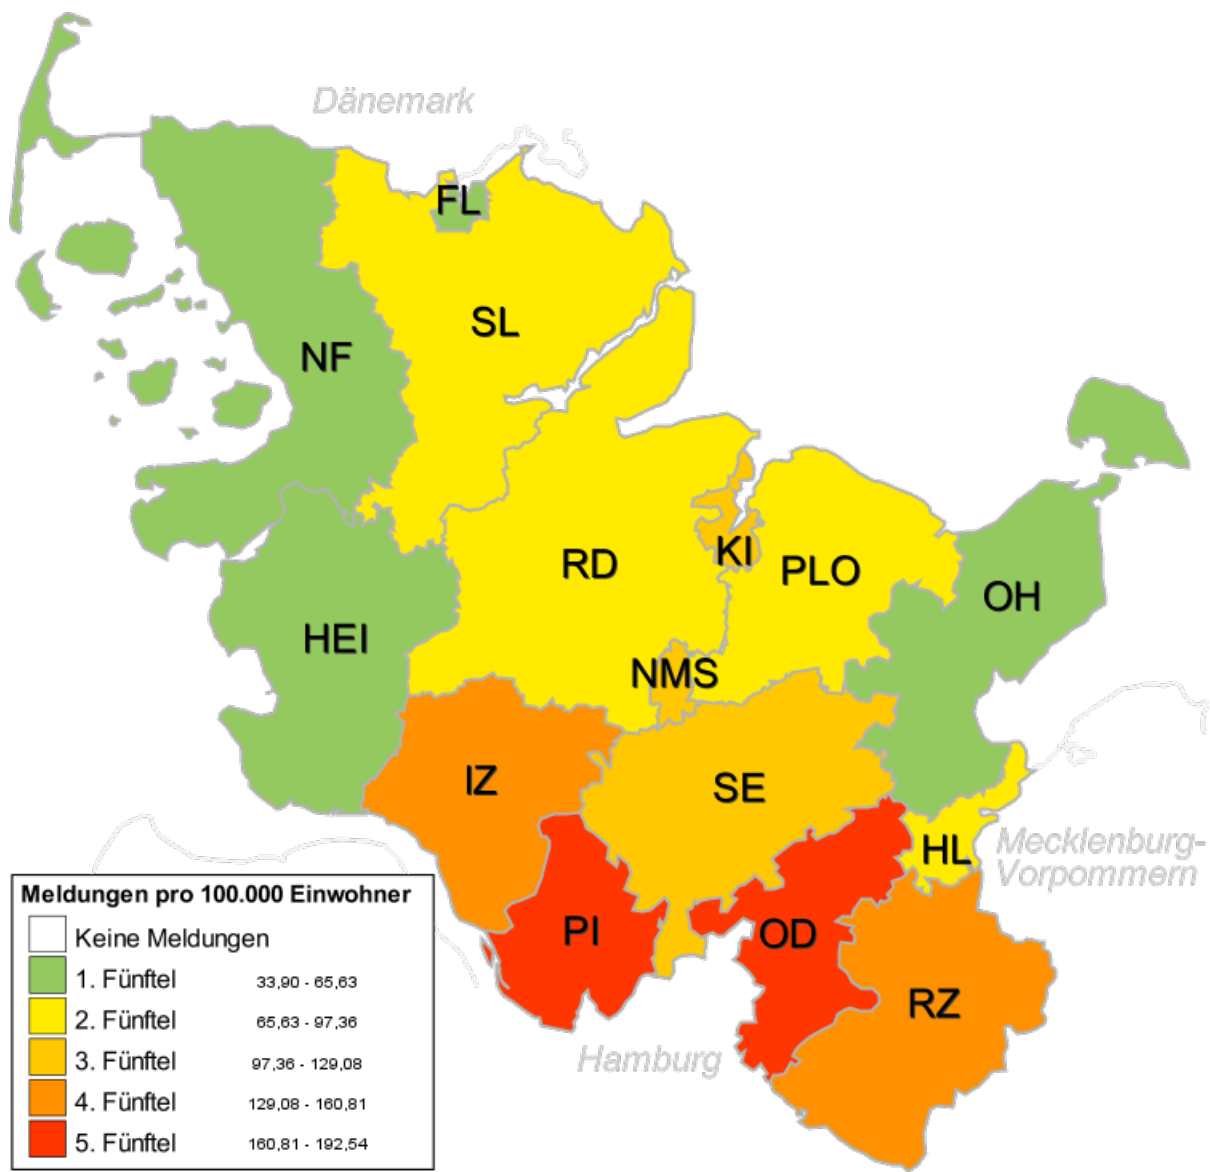 Dänemark
FL
SL
NF
RD
KI
PLO
OH
HEI
NMS
IZ
SE
HL
Mecklenburg-
Vorpommern
PI
OD
RZ
Hamburg
Meldungen pro 100.000 Einwohner
Keine Meldungen
1. Fünftel 33,90 - 65,63
2. Fünftel 65,63 - 97,36
3. Fünftel 97,36 - 129,08
4. Fünftel 129,08 - 160,81
5. Fünftel 160,81 - 192,54